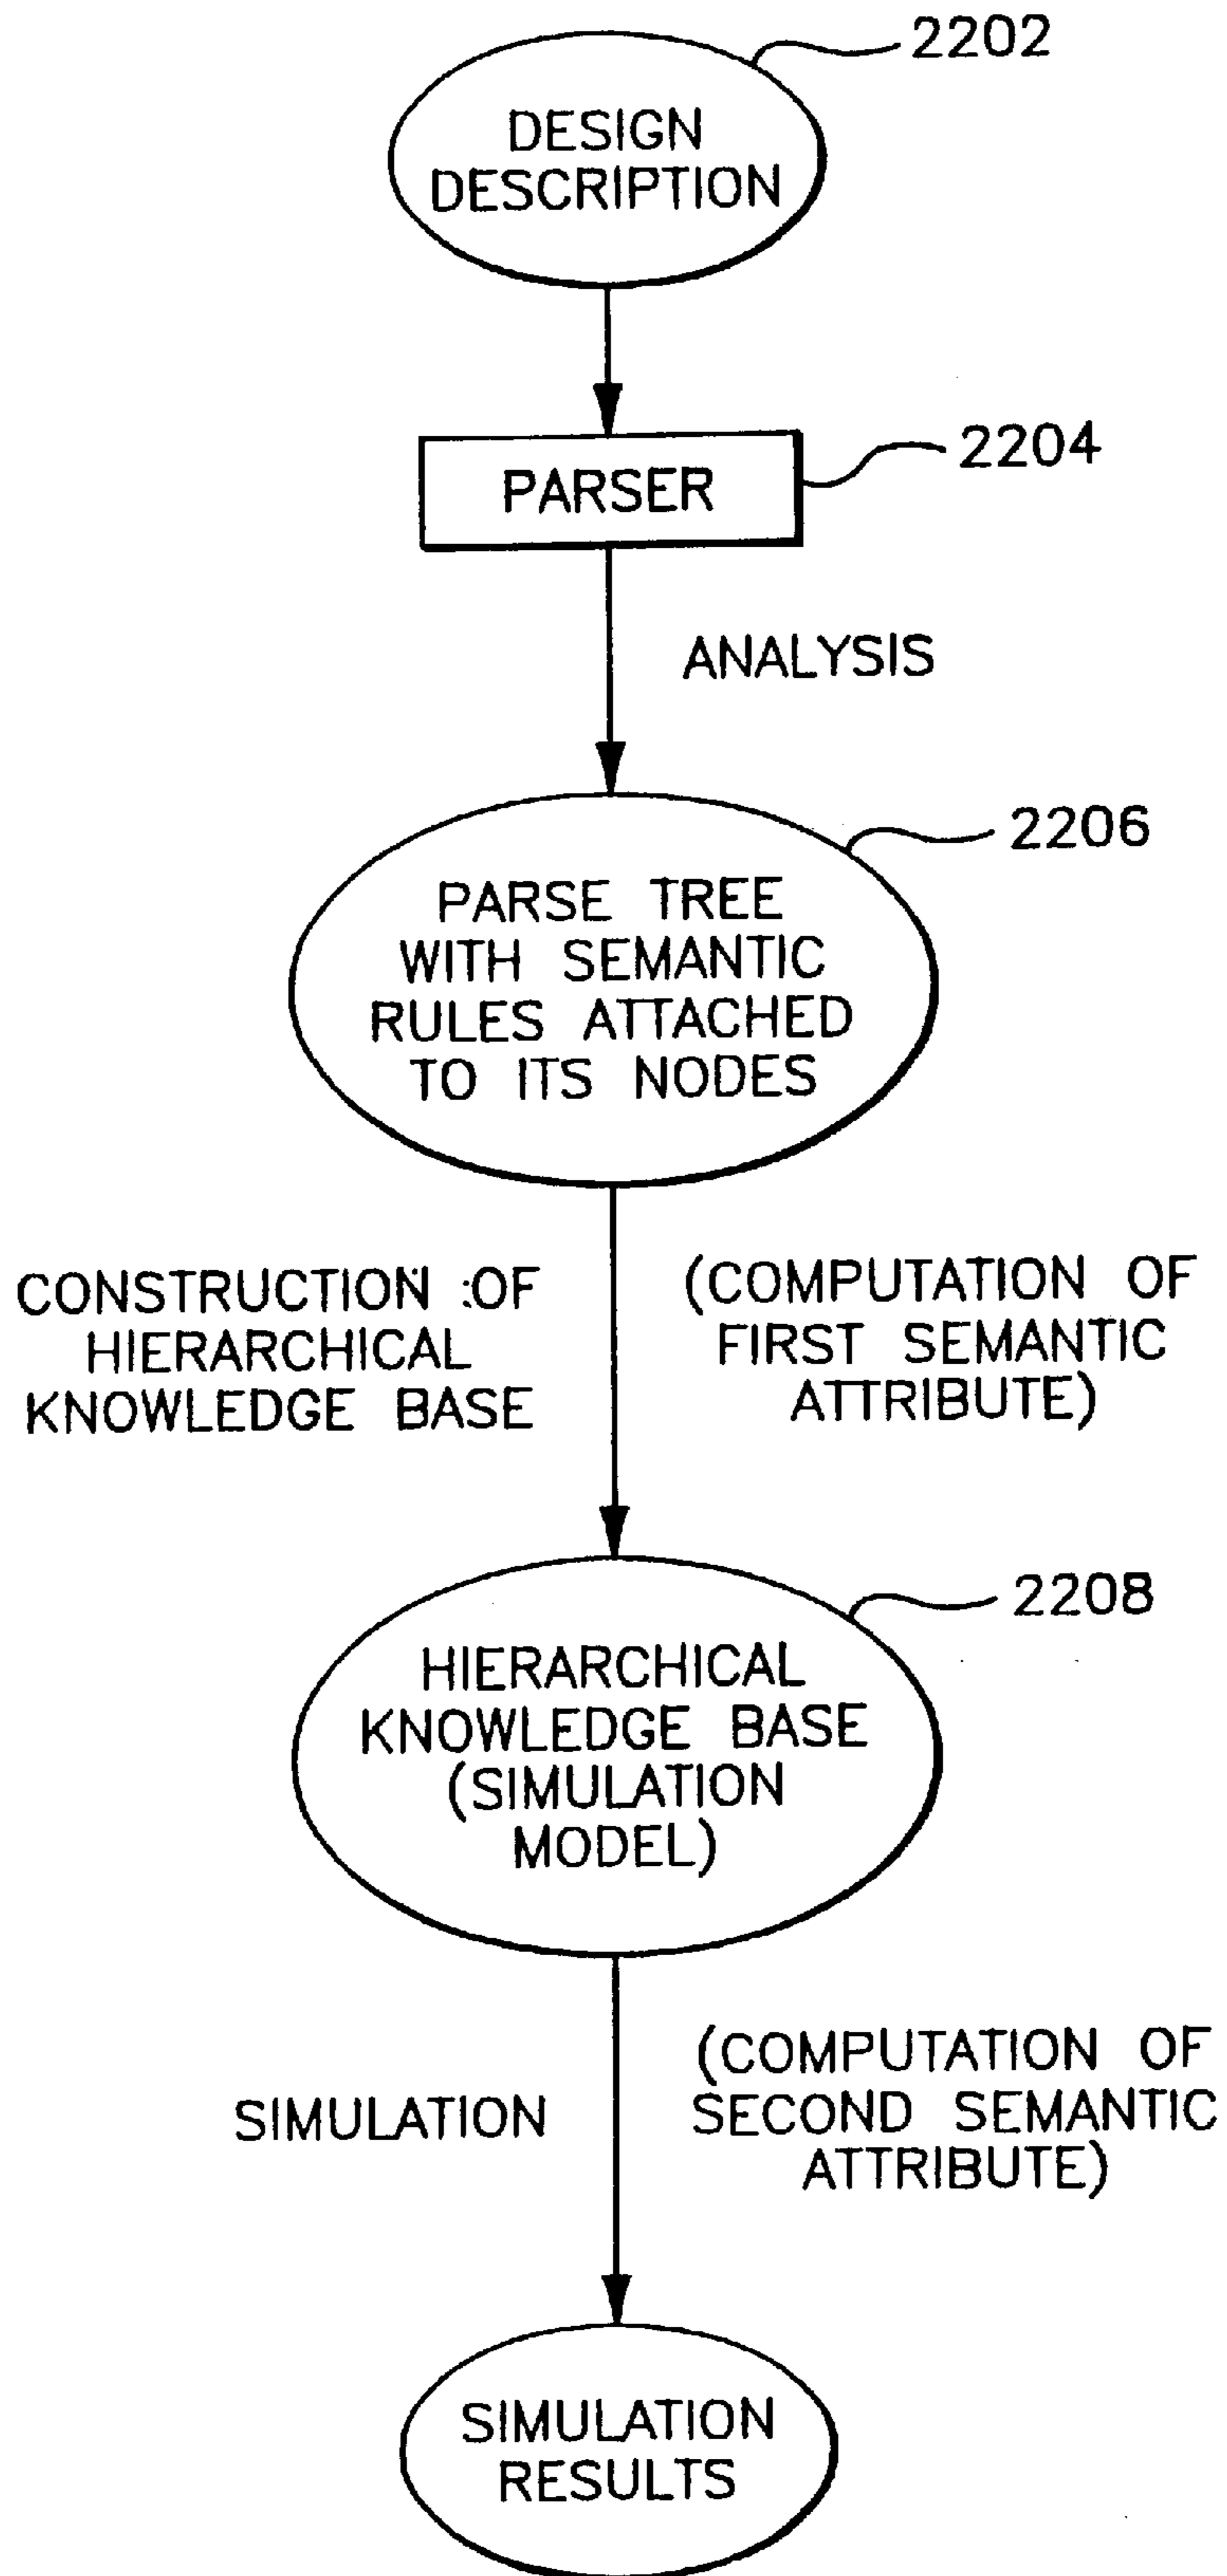 2202
DESIGN
DESCRIPTION
2204
PARSER
ANALYSIS
2206
PARSE TREE
WITH SEMANTIC
RULES ATTACHED
TO ITS NODES
CONSTRUCTION OF
HIERARCHICAL
KNOWLEDGE BASE
(COMPUTATION OF
FIRST SEMANTIC
ATTRIBUTE)
2208
HIERARCHICAL
KNOWLEDGE BASE
(SIMULATION
MODEL)
SIMULATION
(COMPUTATION OF
SECOND SEMANTIC
ATTRIBUTE)
SIMULATION
RESULTS